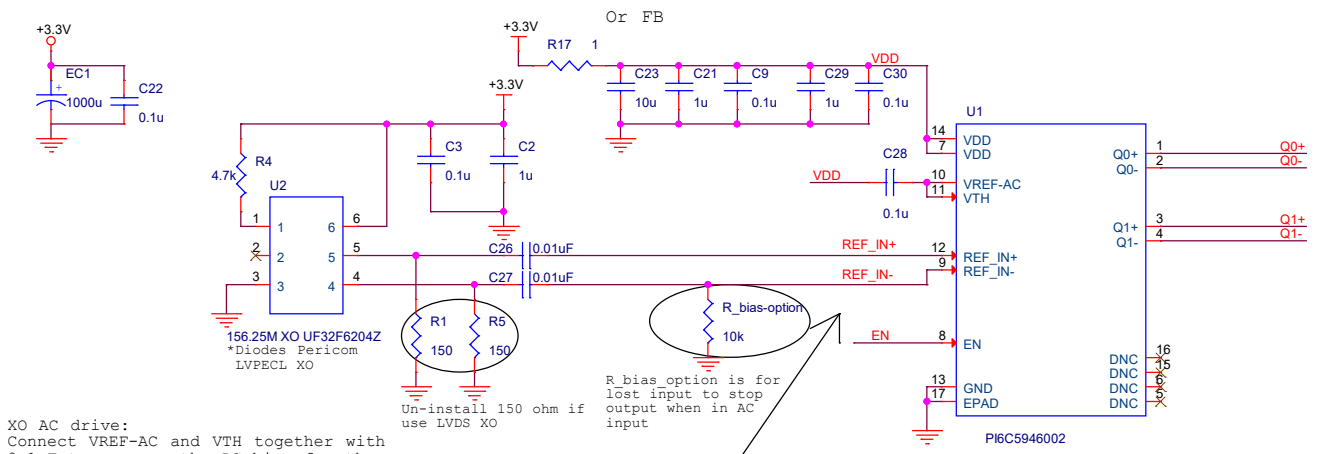 Or FB
+3.3V
EC1
+
1000u
C22
0.1u
+3.3V
R17
1
C23
10u
C21
1u
C9
0.1u
C29
1u
C30
0.1u
VDD
+3.3V
R4
4.7k
C3
0.1u
C2
1u
U2
1
1
2
2
3
3
6
6
5
5
4
4
156.25M XO UF32F6204Z
*Diodes Pericom
LVPECL XO
C26
0.01uF
C27
0.01uF
R1
150
R5
150
Un-install 150 ohm if
use LVDS XO
REF_IN+
REF_IN-
R_bias-option
10k
R_bias_option is for
lost input to stop
output when in AC
input
VDD
C28
0.1u
EN
U1
14
VDD
7
VDD
10
VREF-AC
11
VTH
12
REF_IN+
9
REF_IN-
8
EN
13
GND
17
EPAD
Q0+
1
Q0+
Q0-
2
Q0-
Q1+
3
Q1+
Q1-
4
Q1-
DNC
16
DNC
15
DNC
6
DNC
5
PI6C5946002
XO AC drive:
Connect VREF-AC and VTH together with